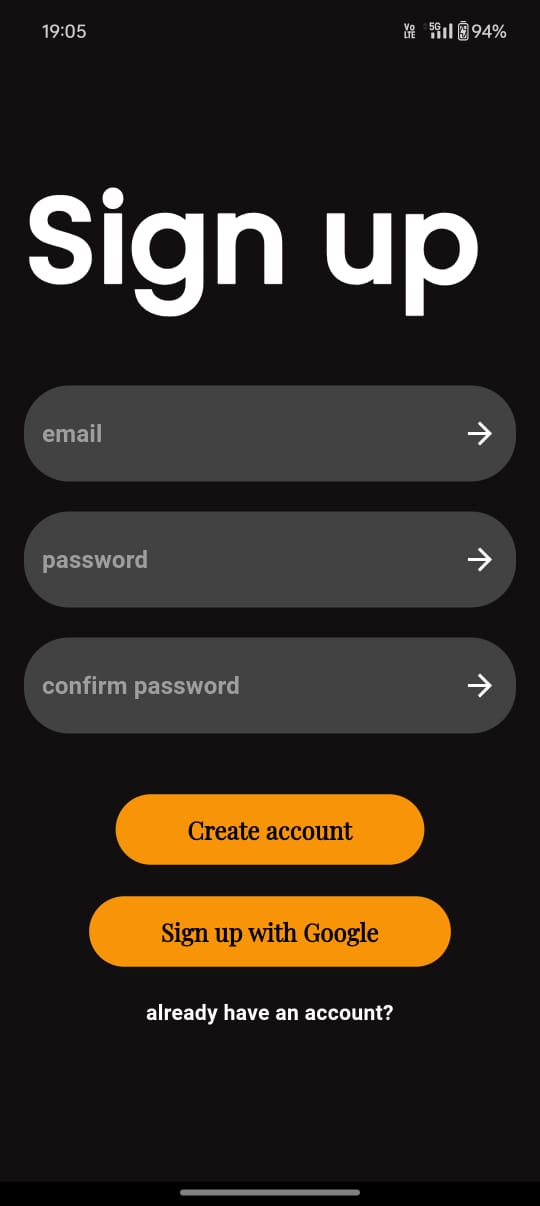 19:05
Vo LTE 5G 94%
Sign up
email
password
confirm password
Create account
Sign up with Google
already have an account?